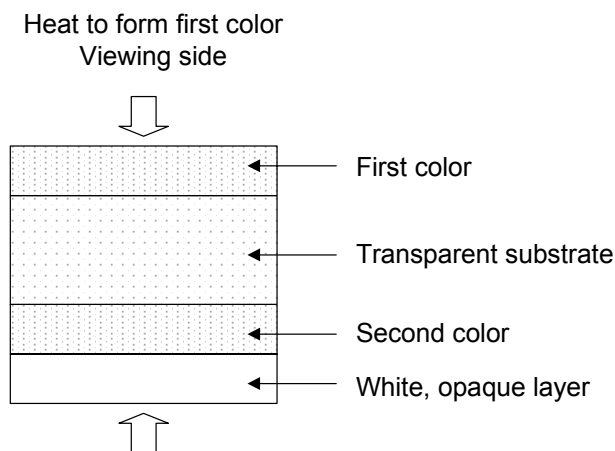 Heat to form first color
Viewing side
First color
Transparent substrate
Second color
White, opaque layer